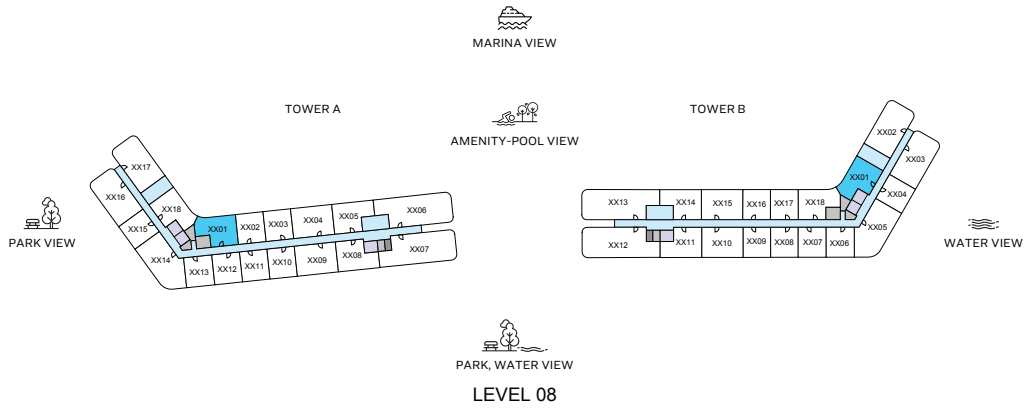 MARINA VIEW
TOWER A
TOWER B
AMENITY-POOL VIEW
PARK VIEW
WATER VIEW
XX17
XX16
XX18
XX15
XX14
XX01
XX02
XX03
XX04
XX05
XX06
XX13
XX12
XX11
XX10
XX09
XX08
XX07
XX02
XX03
XX01
XX04
XX05
XX13
XX14
XX15
XX16
XX17
XX18
XX12
XX11
XX10
XX09
XX08
XX07
XX06
PARK, WATER VIEW
LEVEL 08